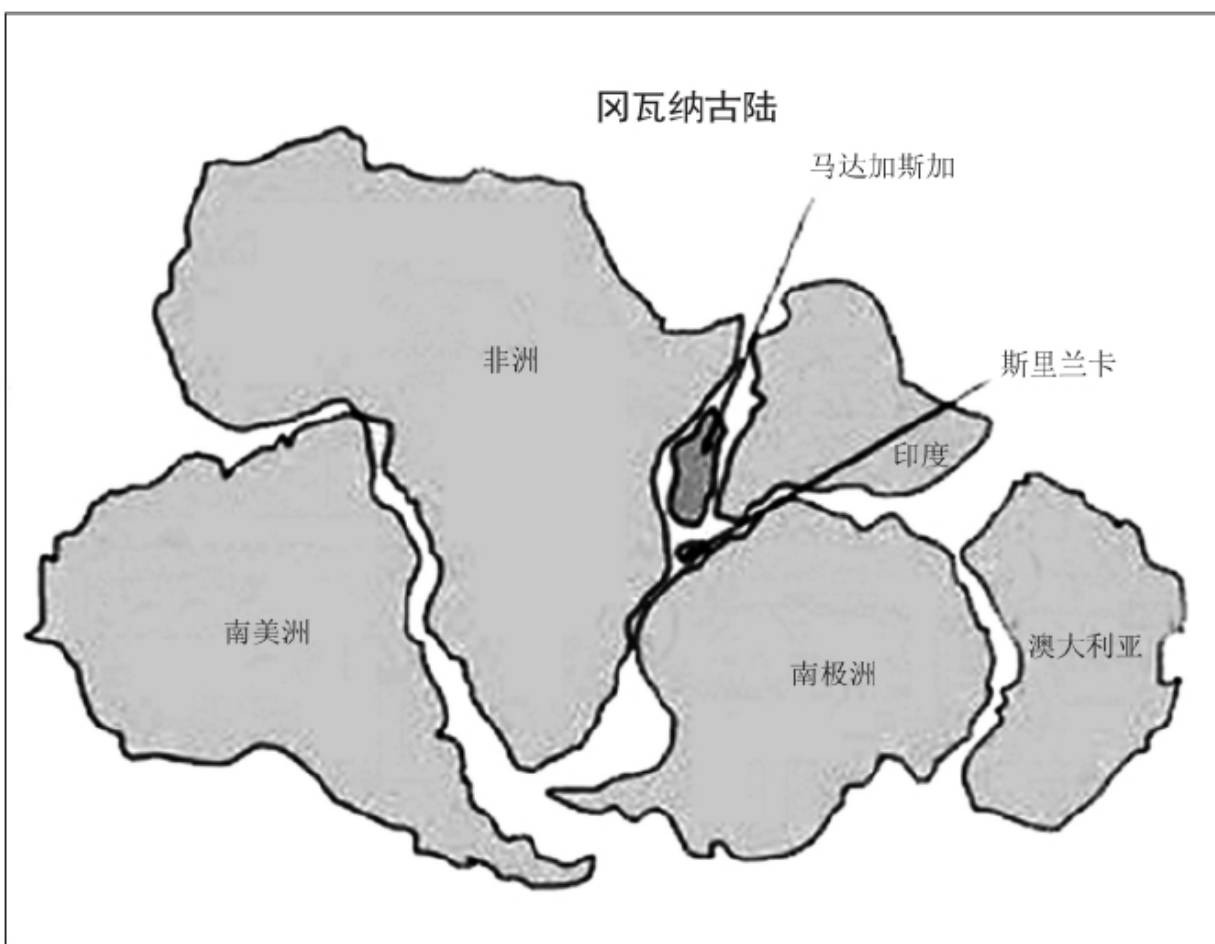 冈瓦纳古陆
马达加斯加
非洲
斯里兰卡
印度
南美洲
南极洲
澳大利亚